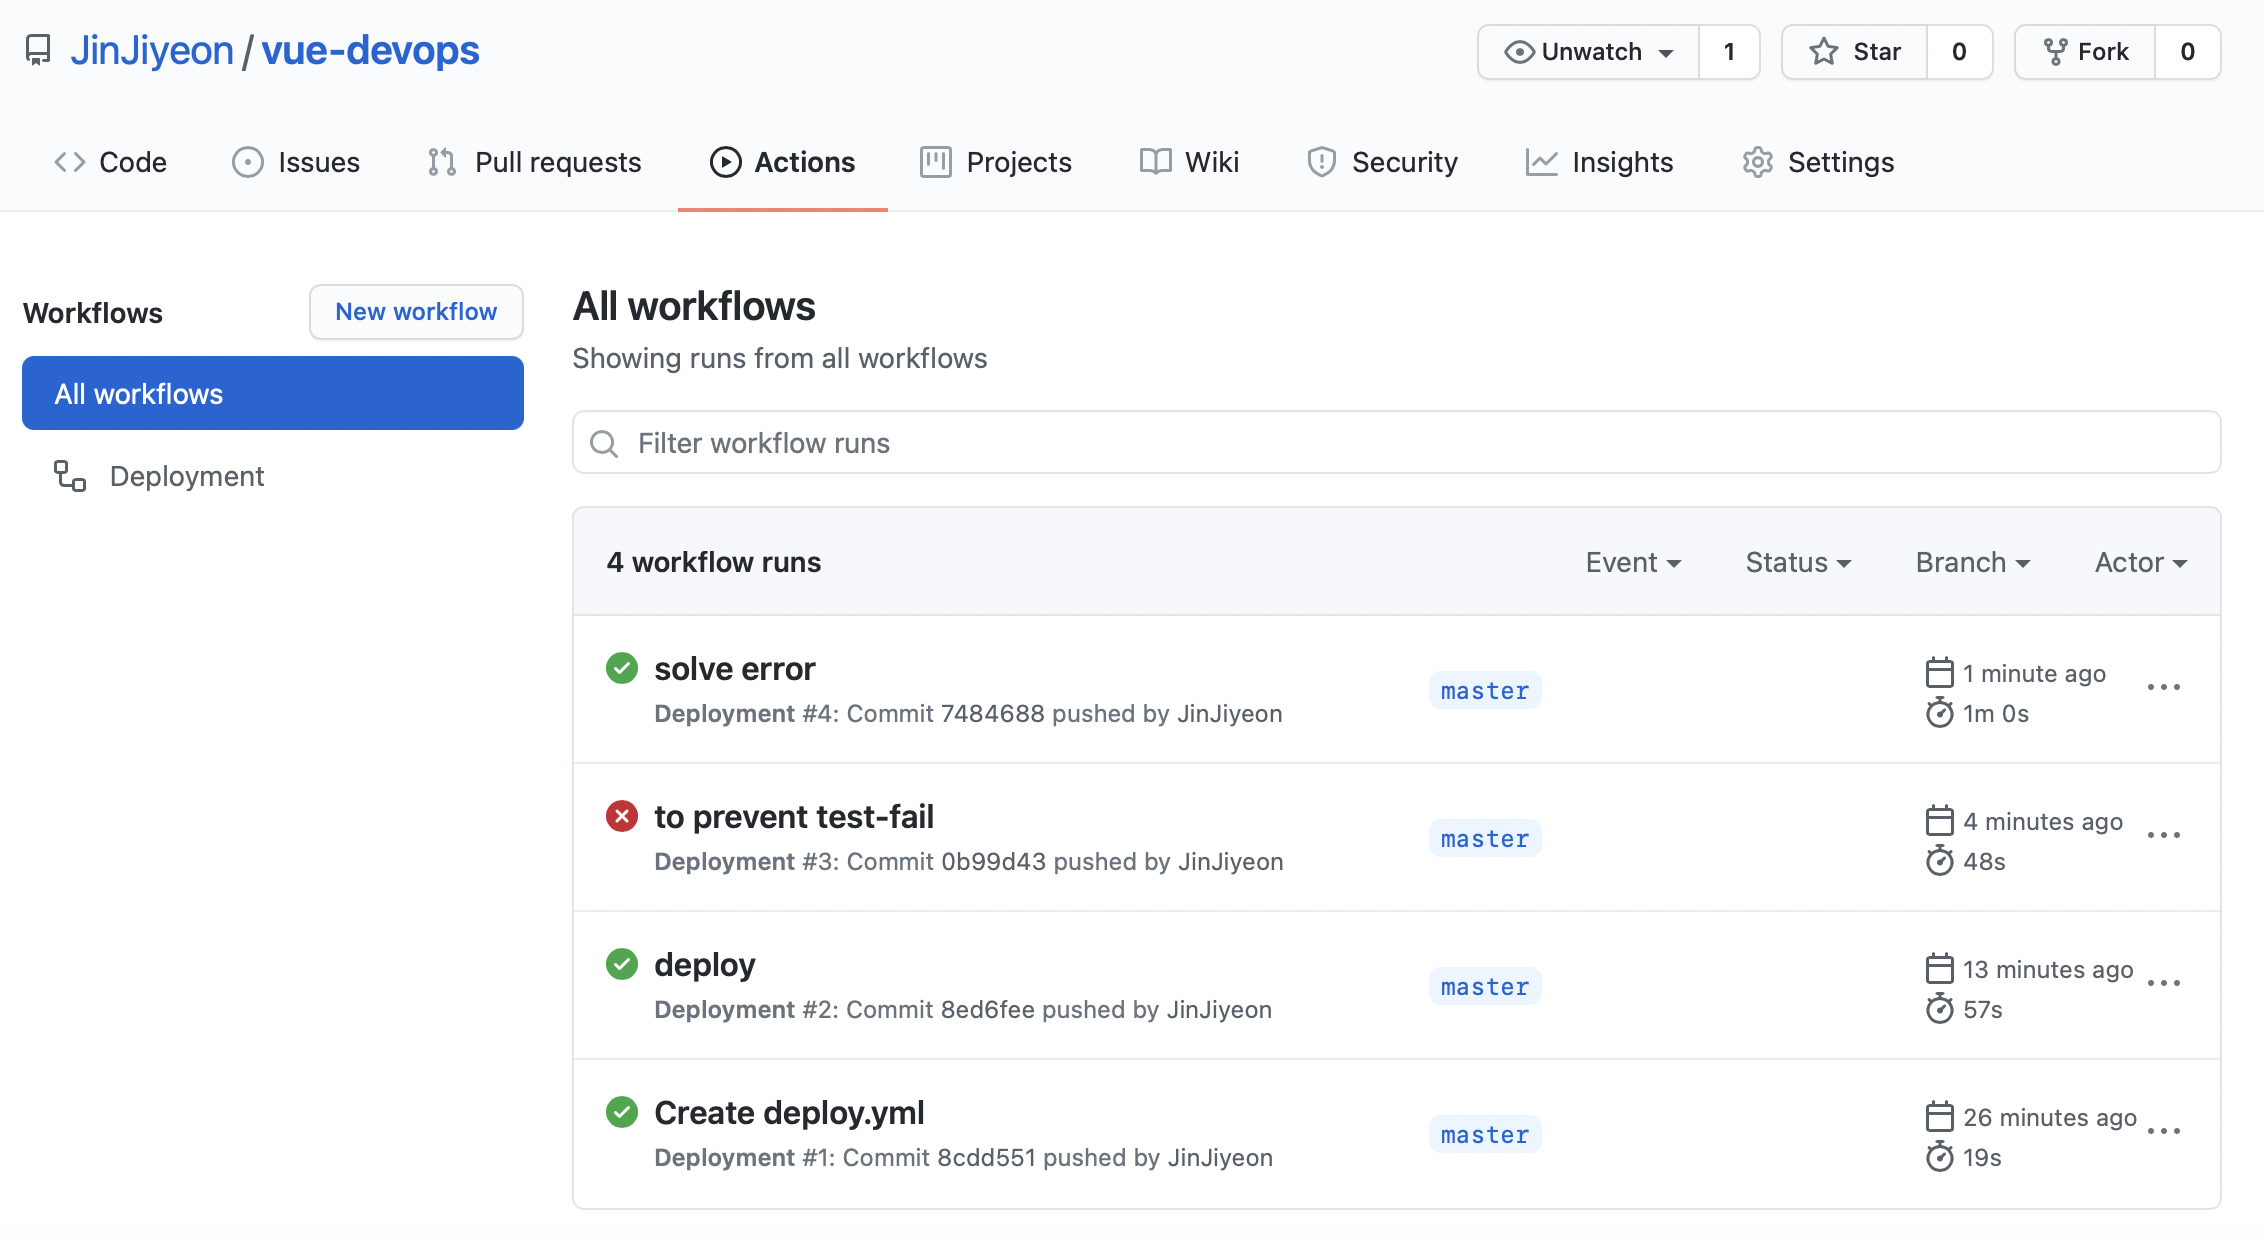 JinJiyeon / vue-devops
Unwatch 1
Star 0
Fork 0
Code Issues Pull requests Actions Projects Wiki Security Insights Settings
Workflows
New workflow
All workflows
Deployment
All workflows
Showing runs from all workflows
Filter workflow runs
4 workflow runs Event Status Branch Actor
solve error
Deployment #4: Commit 7484688 pushed by JinJiyeon
master
1 minute ago
1m 0s
to prevent test-fail
Deployment #3: Commit 0b99d43 pushed by JinJiyeon
master
4 minutes ago
48s
deploy
Deployment #2: Commit 8ed6fee pushed by JinJiyeon
master
13 minutes ago
57s
Create deploy.yml
Deployment #1: Commit 8cdd551 pushed by JinJiyeon
master
26 minutes ago
19s